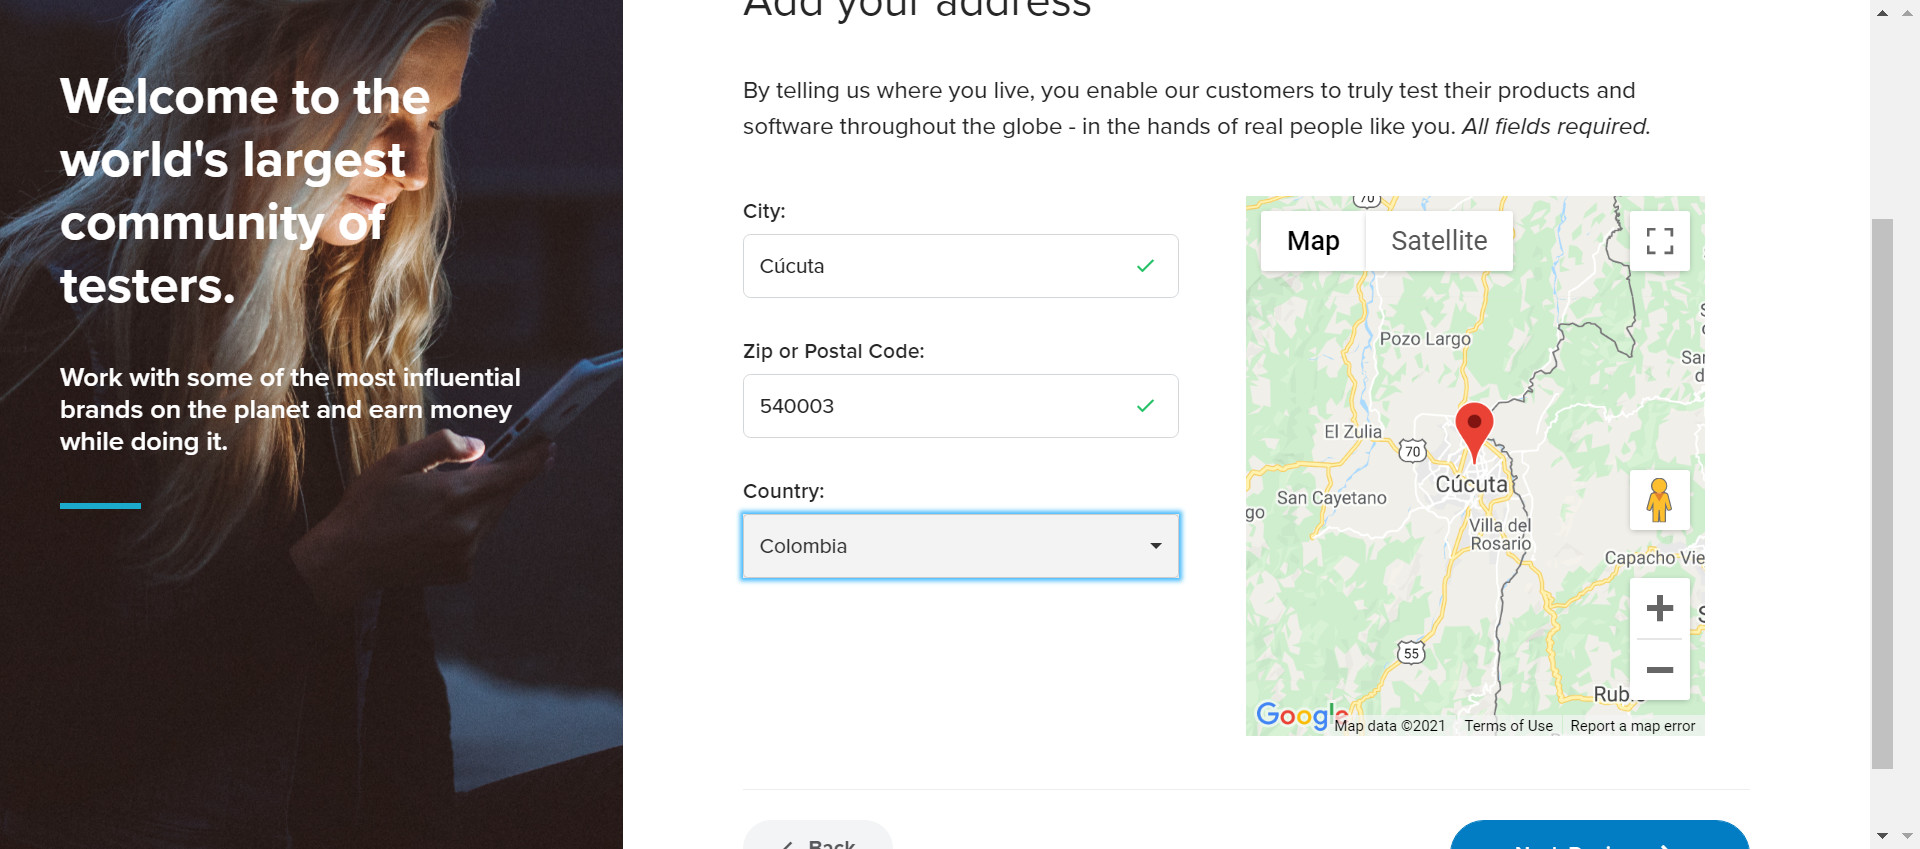 Welcome to the
world's largest
community of
testers.
Work with some of the most influential
brands on the planet and earn money
while doing it.
Add your address
By telling us where you live, you enable our customers to truly test their products and
software throughout the globe - in the hands of real people like you. All fields required.
City:
Cúcuta
Zip or Postal Code:
540003
Country:
Colombia
Map
Satellite
70
Pozo Largo
San
d
El Zulia
70
Cúcuta
San Cayetano
go
Villa del
Rosario
Capacho Vie
55
Rub
Google
Map data ©2021
Terms of Use
Report a map error
Back